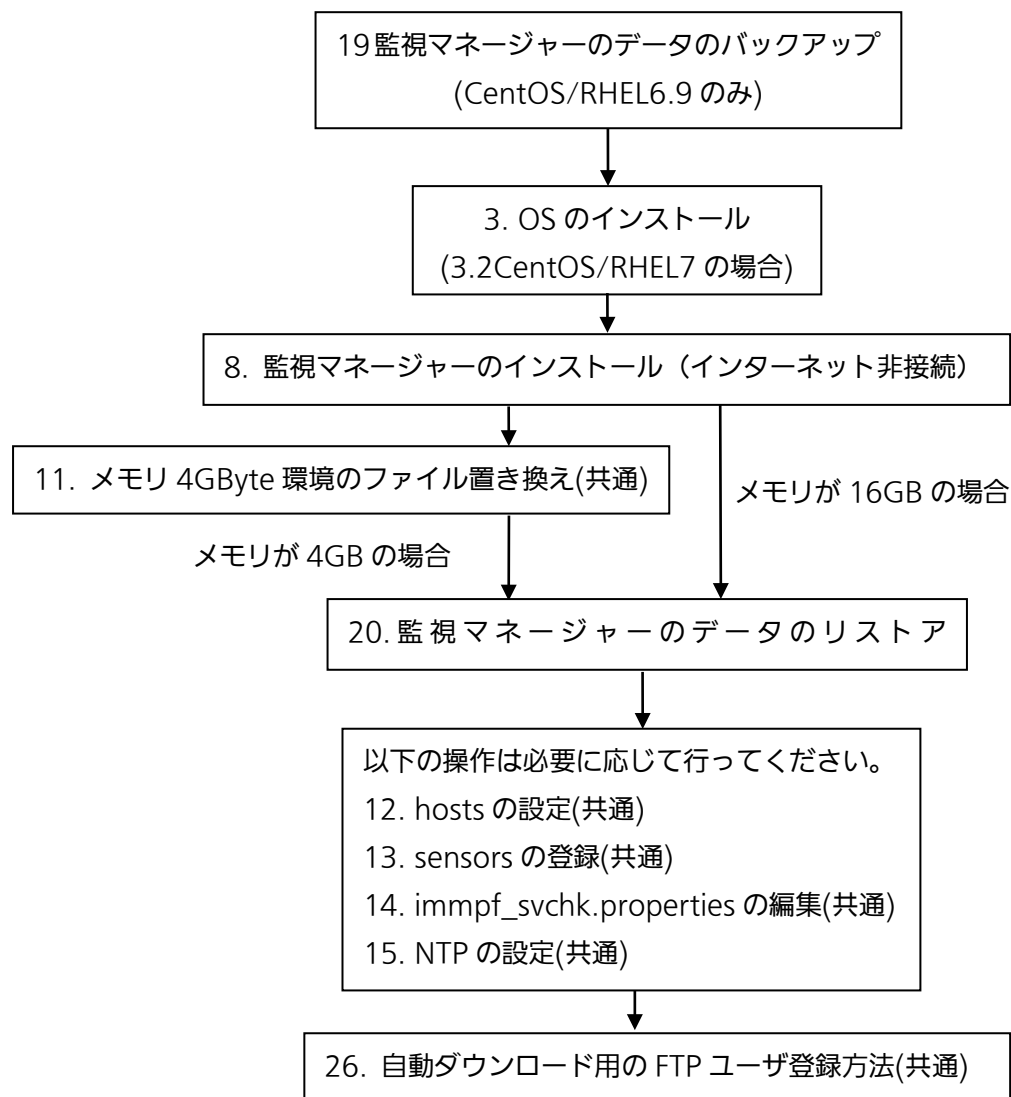 19監視マネージャーのデータのバックアップ
(CentOS/RHEL6.9 のみ)
3. OS のインストール
(3.2CentOS/RHEL7 の場合)
8. 監視マネージャーのインストール（インターネット非接続）
11. メモリ 4GByte 環境のファイル置き換え(共通)
メモリが 16GB の場合
メモリが 4GB の場合
20.監視マネージャーのデータのリストア
以下の操作は必要に応じて行ってください。
12. hosts の設定(共通)
13. sensors の登録(共通)
14. immpf_svchk.properties の編集(共通)
15. NTP の設定(共通)
26. 自動ダウンロード用の FTP ユーザ登録方法(共通)